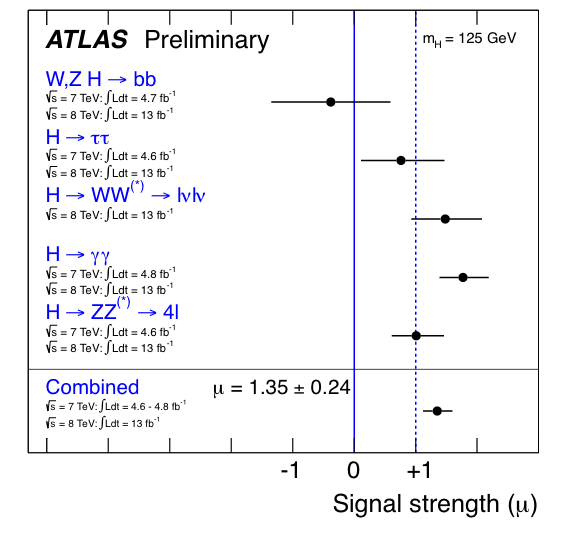 ATLAS Preliminary
m_H = 125 GeV
W,Z H → bb
√s = 7 TeV: ∫Ldt = 4.7 fb⁻¹
√s = 8 TeV: ∫Ldt = 13 fb⁻¹
H → ττ
√s = 7 TeV: ∫Ldt = 4.6 fb⁻¹
√s = 8 TeV: ∫Ldt = 13 fb⁻¹
H → WW⁽*⁾ → lνlν
√s = 8 TeV: ∫Ldt = 13 fb⁻¹
H → γγ
√s = 7 TeV: ∫Ldt = 4.8 fb⁻¹
√s = 8 TeV: ∫Ldt = 13 fb⁻¹
H → ZZ⁽*⁾ → 4l
√s = 7 TeV: ∫Ldt = 4.6 fb⁻¹
√s = 8 TeV: ∫Ldt = 13 fb⁻¹
Combined
μ = 1.35 ± 0.24
√s = 7 TeV: ∫Ldt = 4.6 - 4.8 fb⁻¹
√s = 8 TeV: ∫Ldt = 13 fb⁻¹
-1 0 +1
Signal strength (μ)